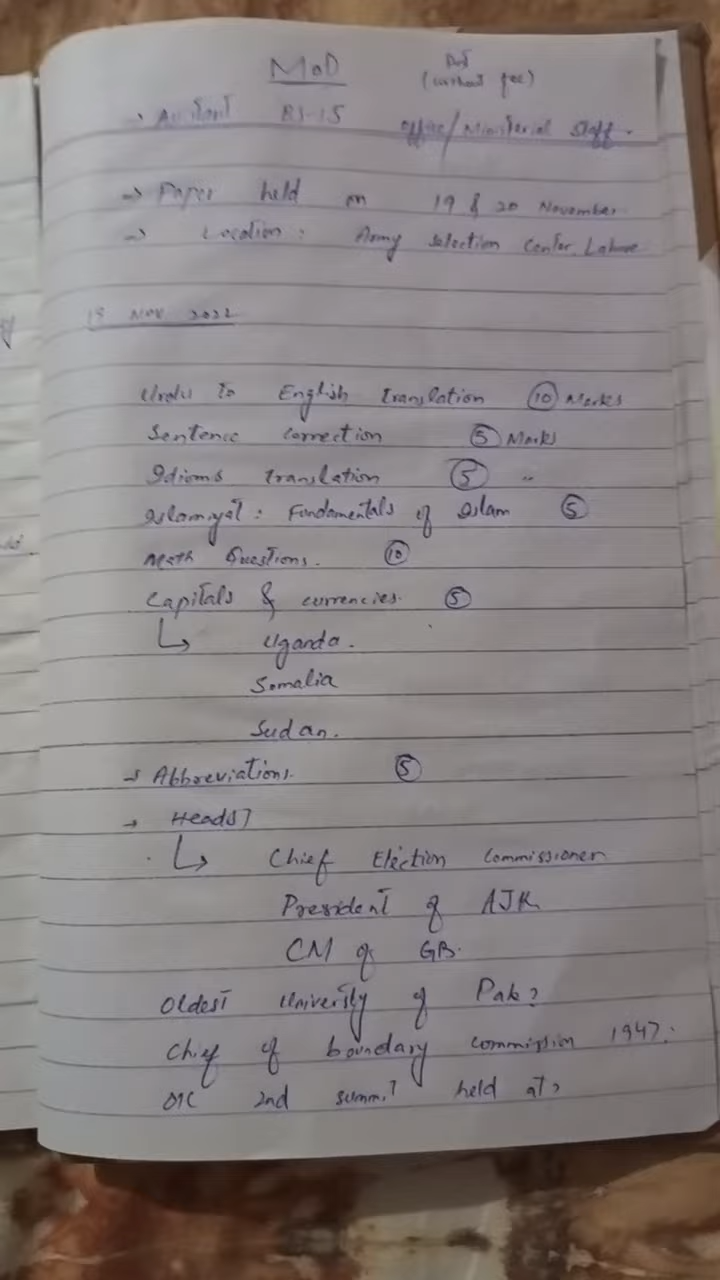 MOD
(without fee)
→ Assistant BS-15 office/Ministerial staff.
→ Paper held on 19 & 20 November
→ Location: Army Selection Center, Lahore
Nov 2022
Urdu To English translation (10) Marks
Sentence correction (5) Marks
Idioms translation (5) "
Islamiyat: Fundamentals of Islam (5)
Math Questions. (10)
Capitals & currencies. (5)
↳ Uganda.
Somalia
Sudan.
→ Abbreviations. (5)
→ Heads?
↳ Chief Election Commissioner
President of AJK
CM of GB.
Oldest University of Pak?
Chief of boundary commission 1947.
OIC 2nd summit held at?